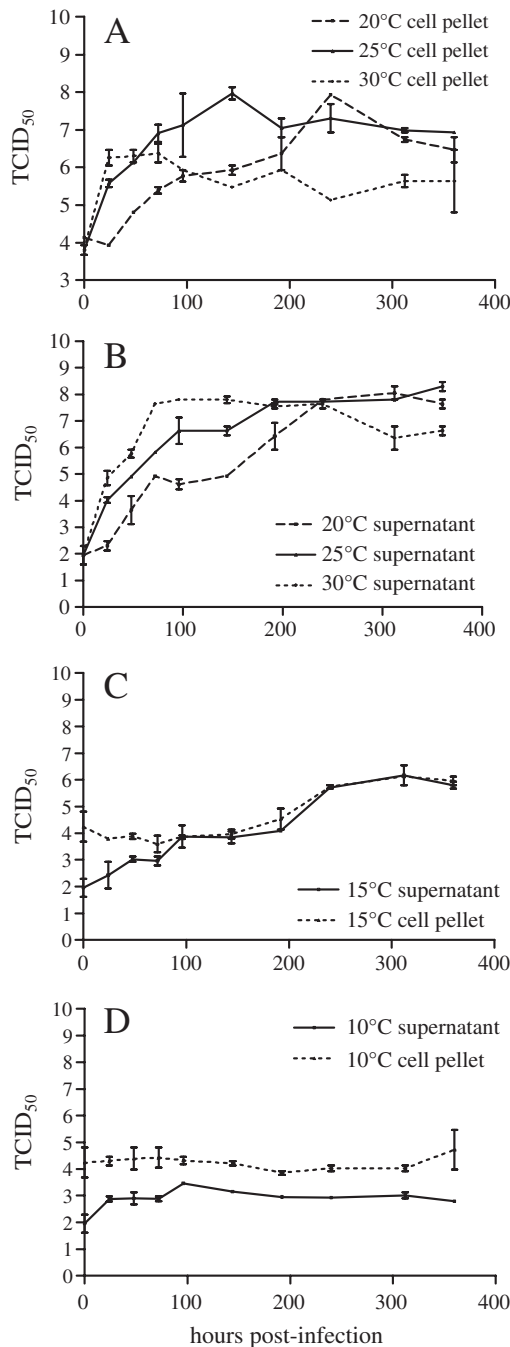 A
20°C cell pellet
25°C cell pellet
30°C cell pellet
TCID50
10
9
8
7
6
5
4
3
0 100 200 300 400
B
20°C supernatant
25°C supernatant
30°C supernatant
TCID50
10
9
8
7
6
5
4
3
2
1
0
0 100 200 300 400
C
15°C supernatant
15°C cell pellet
TCID50
10
9
8
7
6
5
4
3
2
1
0
0 100 200 300 400
D
10°C supernatant
10°C cell pellet
TCID50
10
9
8
7
6
5
4
3
2
1
0
0 100 200 300 400
hours post-infection